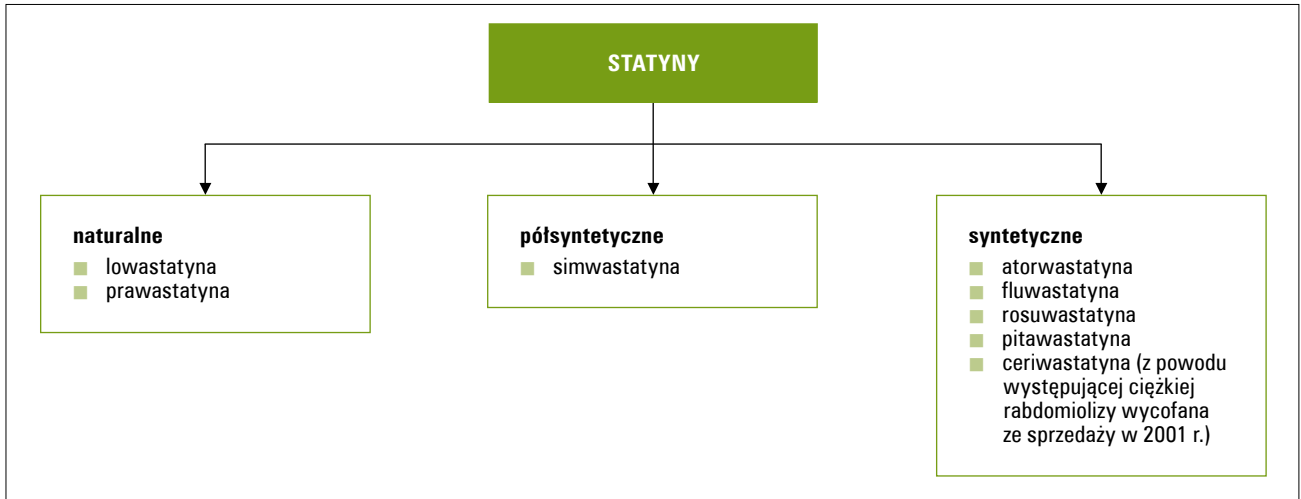 STATYNY
naturalne
lowastatyna
prawastatyna
półsyntetyczne
simwastatyna
syntetyczne
atorwastatyna
fluwastatyna
rosuwastatyna
pitawastatyna
ceriwastatyna (z powodu
występującej ciężkiej
rabdomiolizy wycofana
ze sprzedaży w 2001 r.)